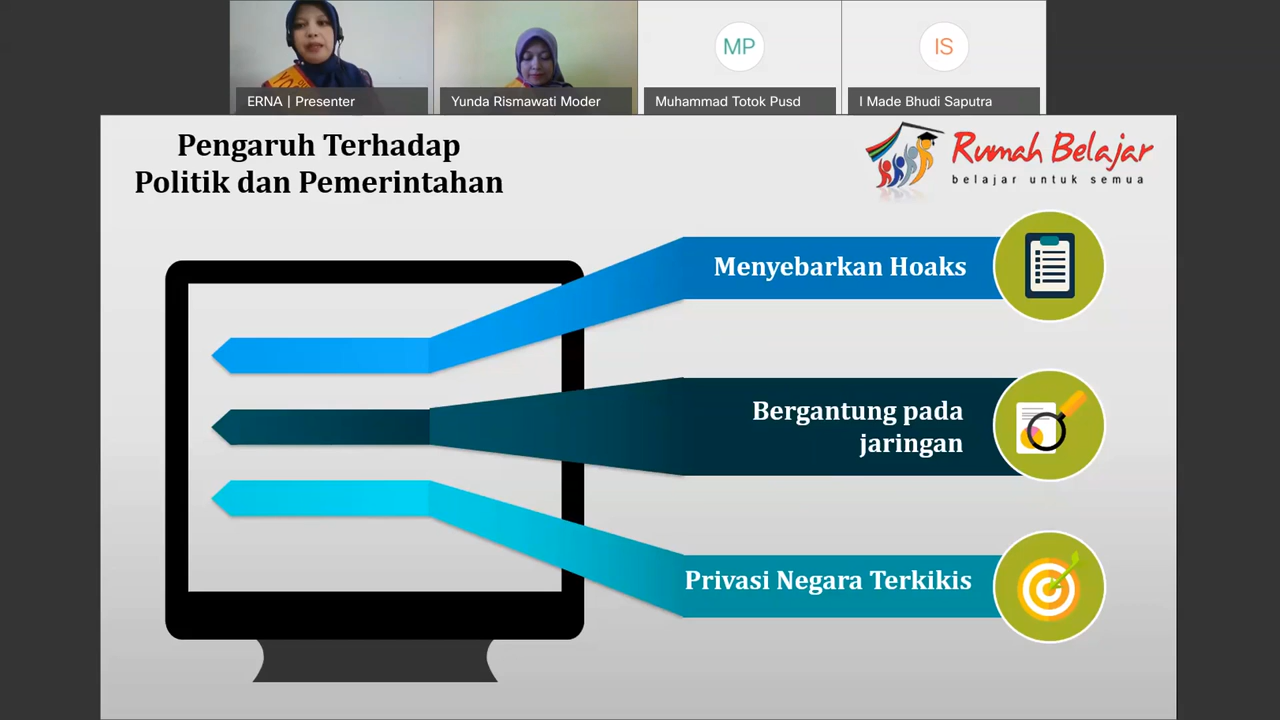 ERNA | Presenter
Yunda Rismawati Moder
MP
Muhammad Totok Pusd
IS
I Made Bhudi Saputra
Pengaruh Terhadap
Politik dan Pemerintahan
Rumah Belajar
belajar untuk semua
Menyebarkan Hoaks
Bergantung pada
jaringan
Privasi Negara Terkikis